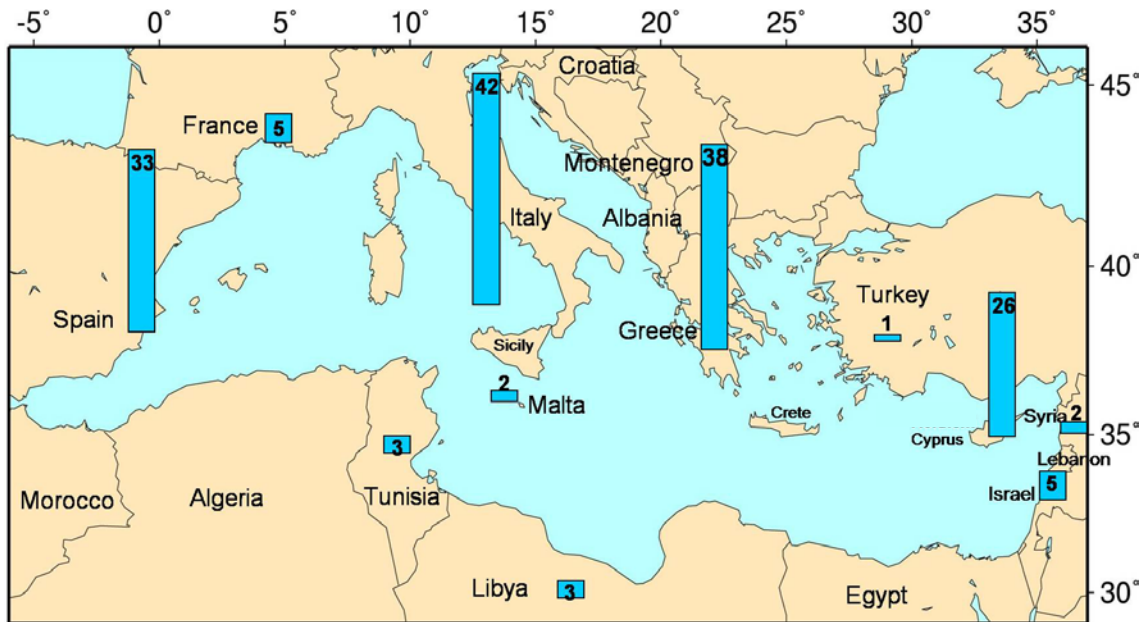 -5° 0° 5° 10° 15° 20° 25° 30° 35°
Croatia
42
45°
France
5
33
Montenegro
38
Italy
Albania
40°
Turkey
26
1
Spain
Greece
Sicily
2
Malta
Crete
Syria
2
35°
Cyprus
3
Lebanon
5
Morocco
Algeria
Tunisia
Israel
Libya
3
Egypt
30°